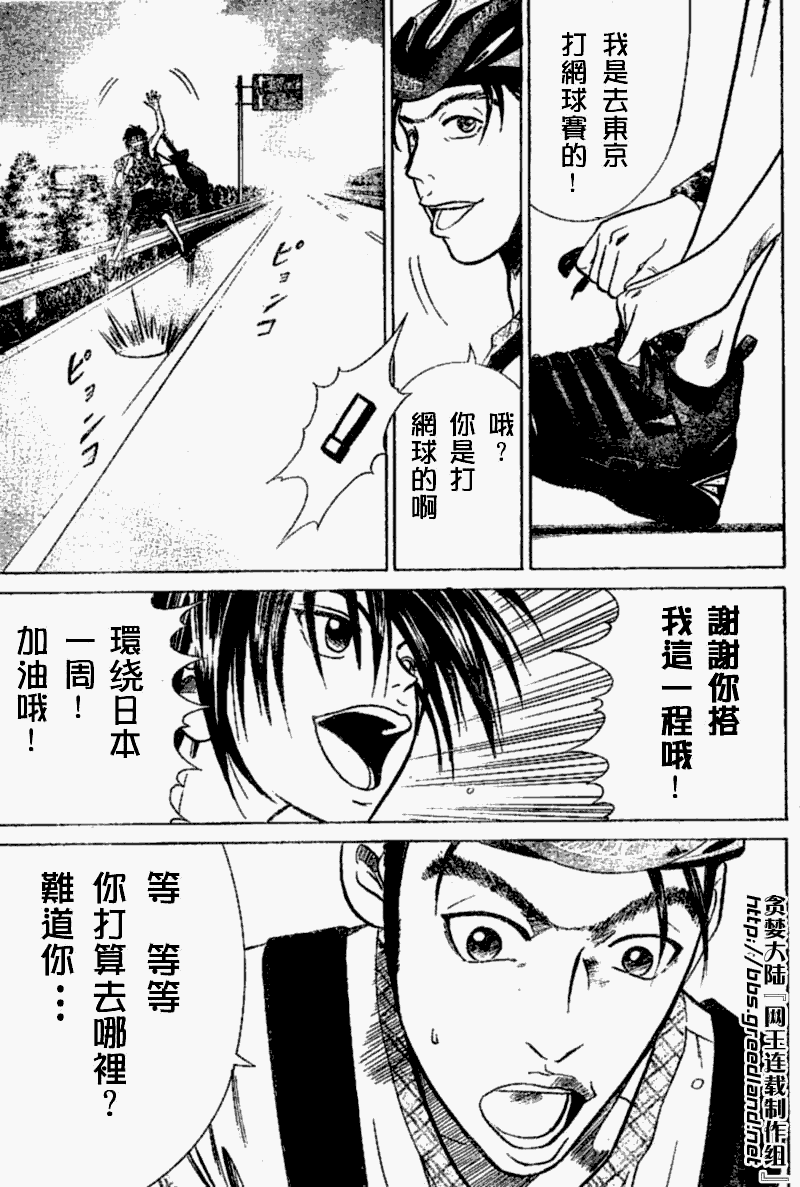 我是去東京
打網球賽的！
哦？
你是打
網球的啊
！
ピョンコ
ピョンコ
謝謝你搭
我這一程哦！
環绕日本
一周！
加油哦！
等 等等
你打算去哪裡？
難道你…
贪婪大陆『网王连载制作组』
http://bbs.greedland.net